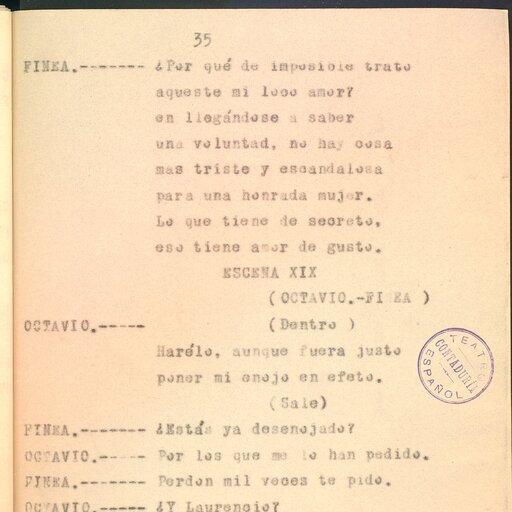 35
FINEA.------- ¿Por qué de imposible trato
aqueste mi loco amor?
en llegándose a saber
una voluntad, no hay cosa
mas triste y escandalosa
para una honrada mujer.
Lo que tiene de secreto,
eso tiene amor de gusto.
ESCENA XIX
( OCTAVIO.-FINEA )
OCTAVIO.----- (Dentro )
Harélo, aunque fuera justo
poner mi enojo en efeto.
(Sale)
FINEA.------- ¿Estás ya desenojado?
OCTAVIO.----- Por los que me lo han pedido.
FINEA.------- Perdon mil veces te pido.
OCTAVIO.----- ¿Y Laurencio?
TEATRO
CONTADURIA
ESPAÑOL